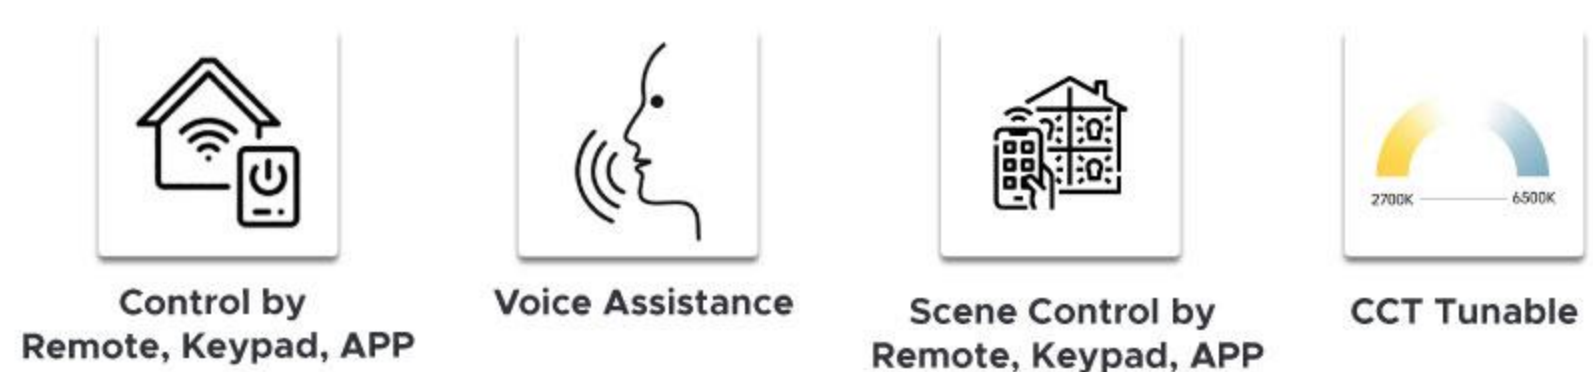 Control by
Remote, Keypad, APP
Voice Assistance
Scene Control by
Remote, Keypad, APP
2700K
6500K
CCT Tunable